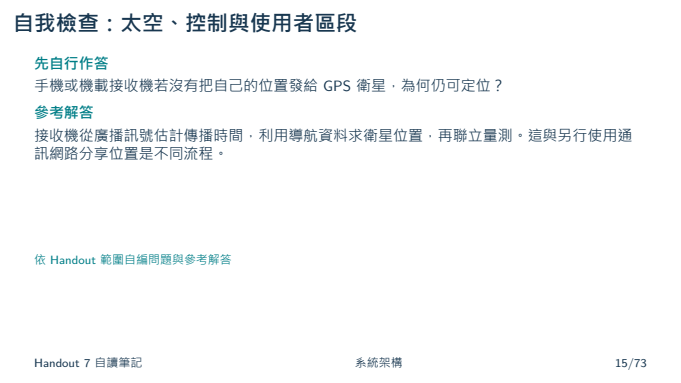 自我檢查：太空、控制與使用者區段
先自行作答
手機或機載接收機若沒有把自己的位置發給 GPS 衛星，為何仍可定位？
參考解答
接收機從廣播訊號估計傳播時間，利用導航資料求衛星位置，再聯立量測。這與另行使用通
訊網路分享位置是不同流程。
依 Handout 範圍自編問題與參考解答
Handout 7 自讀筆記
系統架構
15/73